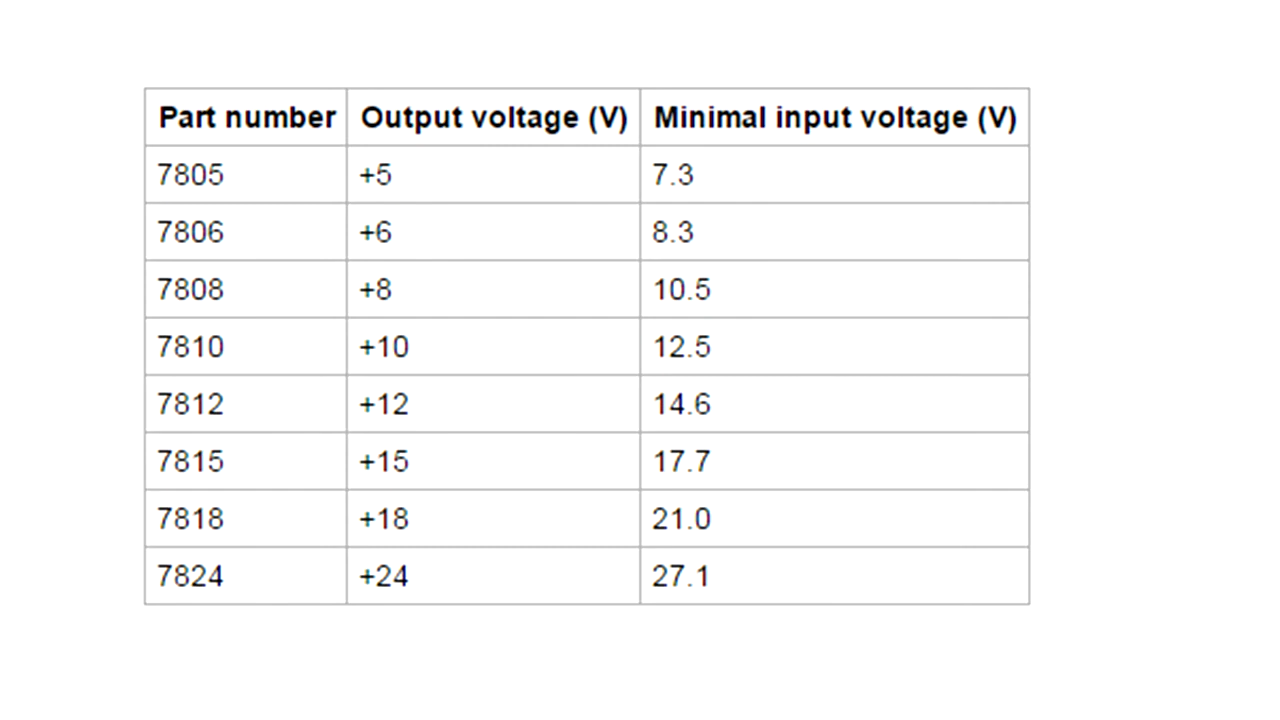 Part number Output voltage (V) Minimal input voltage (V)
7805 +5 7.3
7806 +6 8.3
7808 +8 10.5
7810 +10 12.5
7812 +12 14.6
7815 +15 17.7
7818 +18 21.0
7824 +24 27.1